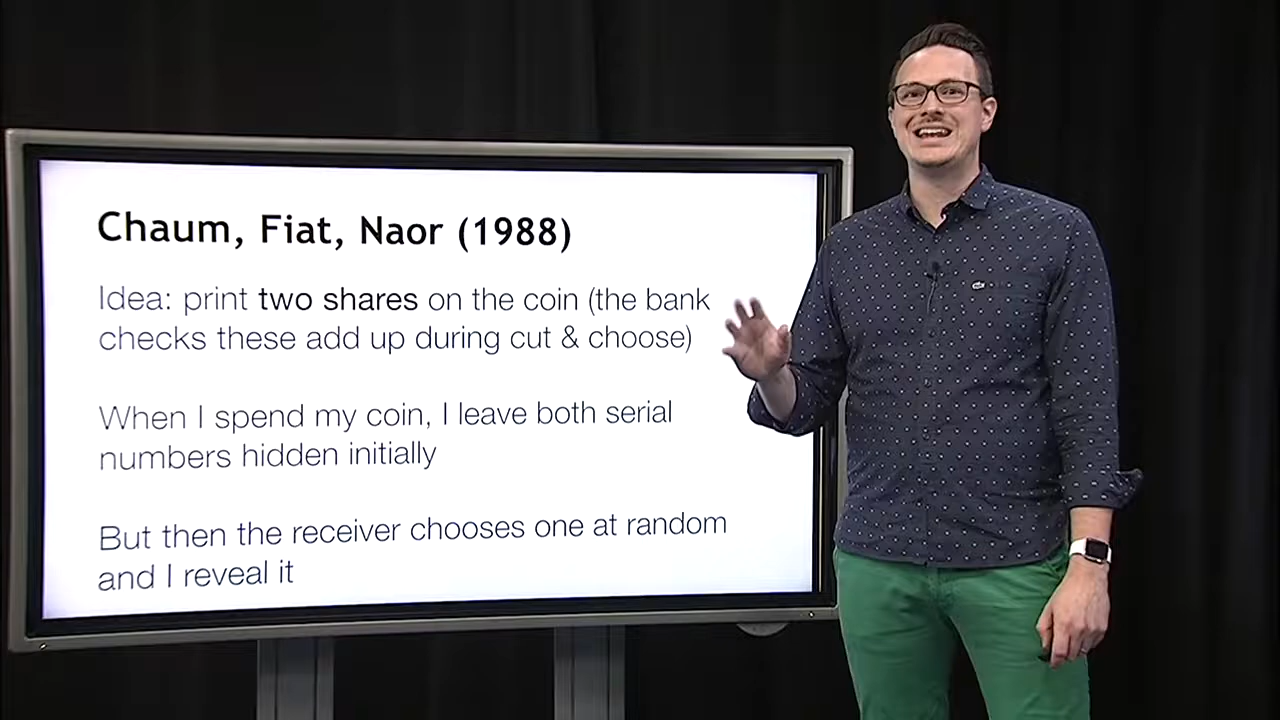 Chaum, Fiat, Naor (1988)
Idea: print two shares on the coin (the bank
checks these add up during cut & choose)
When I spend my coin, I leave both serial
numbers hidden initially
But then the receiver chooses one at random
and I reveal it